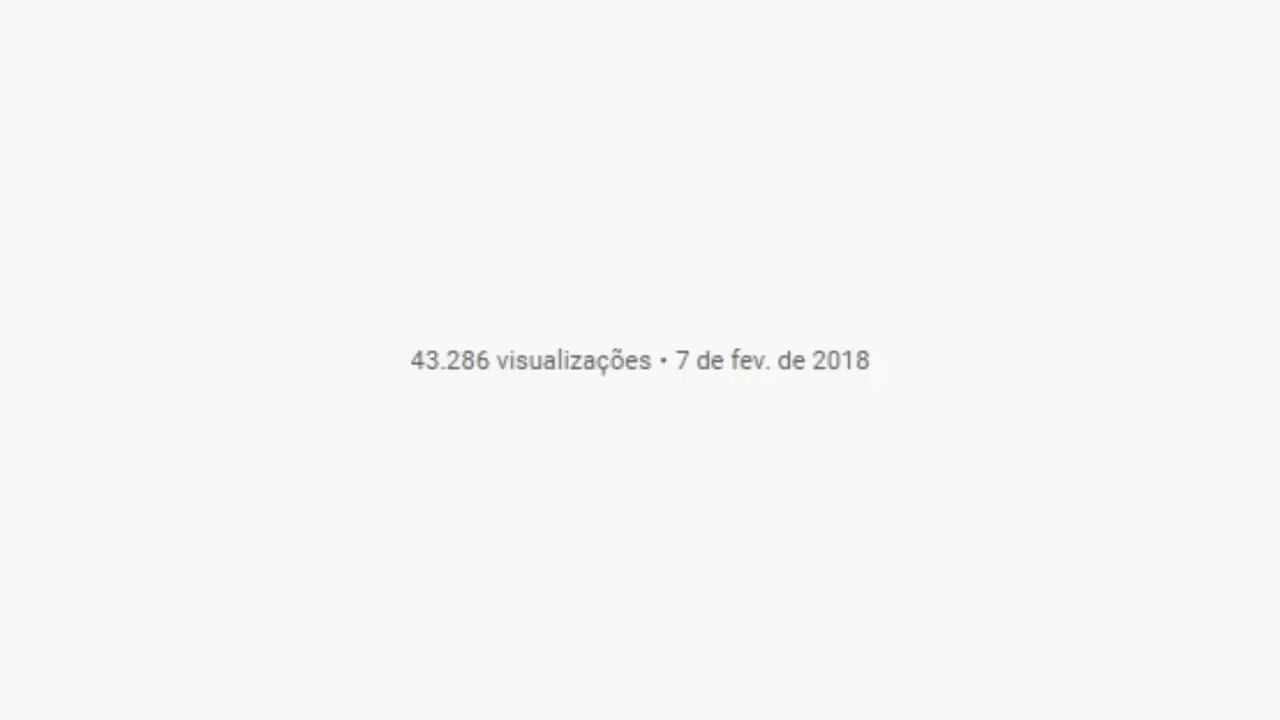 43.286 visualizações • 7 de fev. de 2018